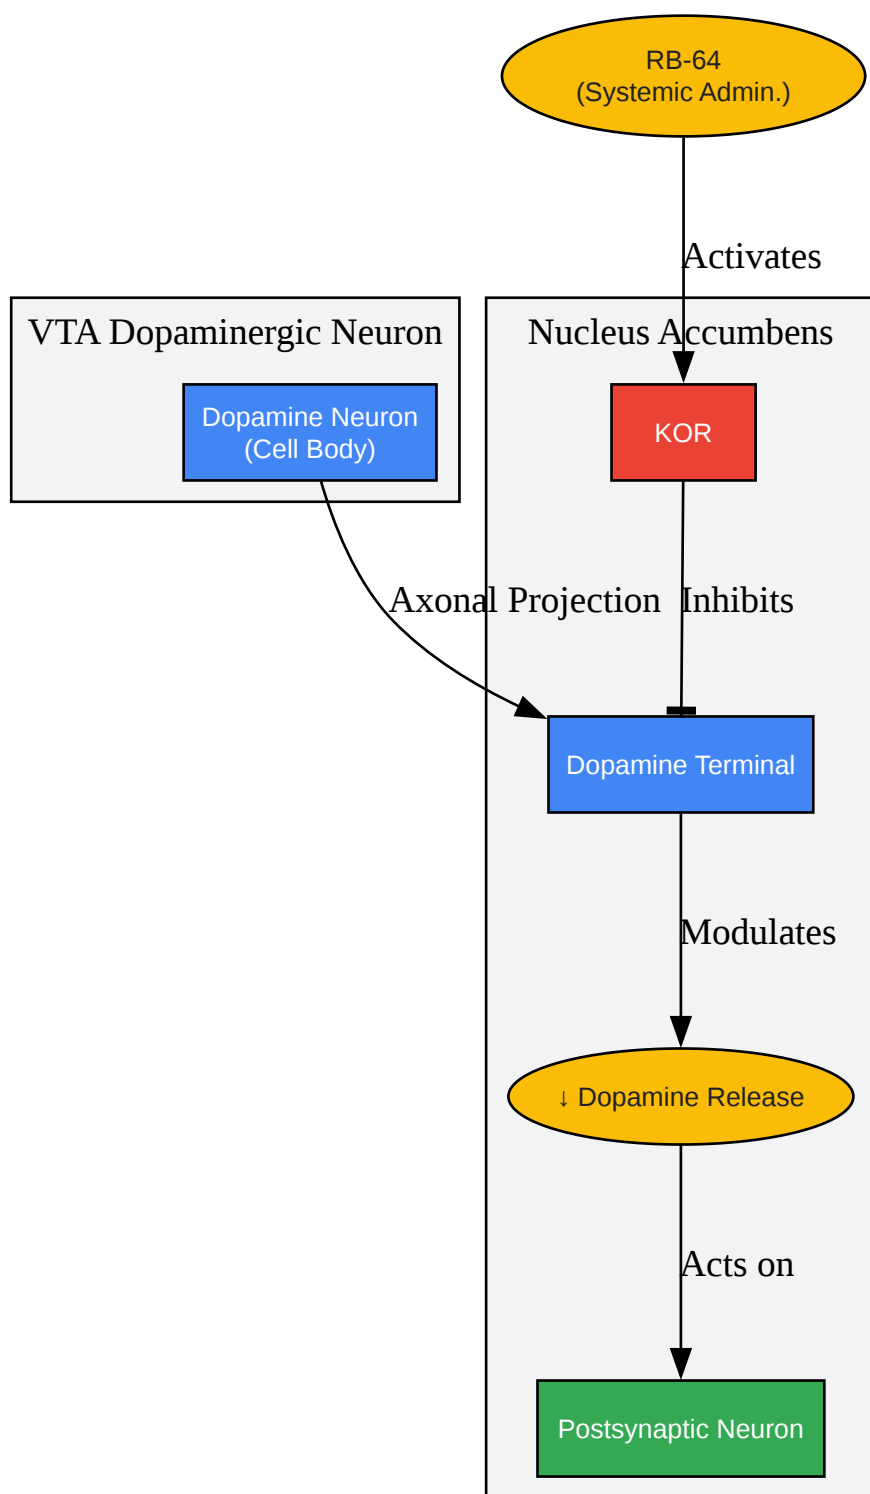 RB-64
(Systemic Admin.)
Activates
VTA Dopaminergic Neuron
Nucleus Accumbens
Dopamine Neuron
(Cell Body)
KOR
Axonal Projection
Inhibits
Dopamine Terminal
Modulates
↓ Dopamine Release
Acts on
Postsynaptic Neuron